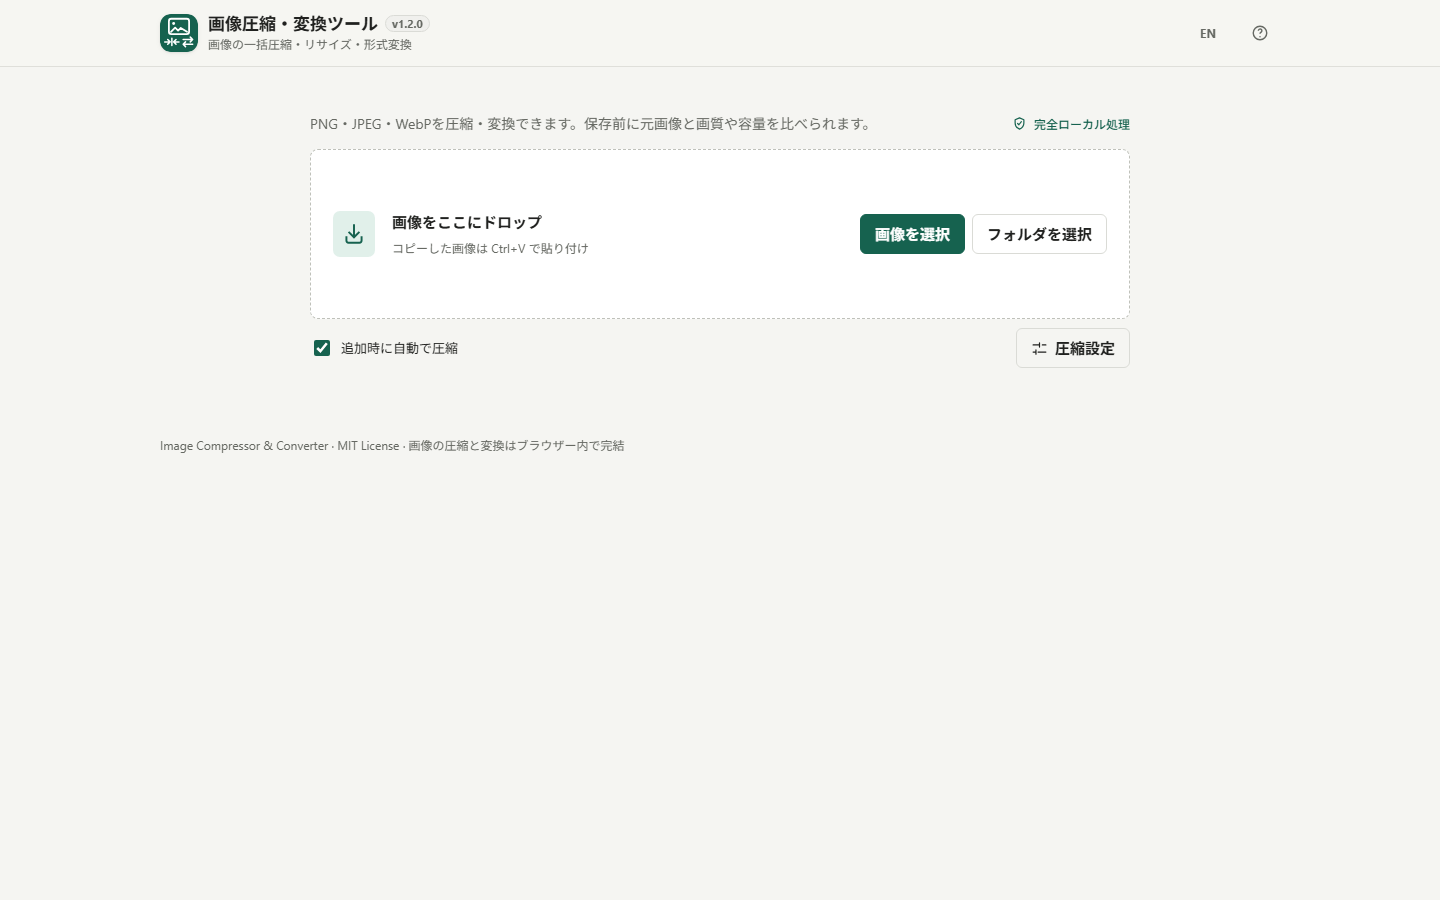 画像圧縮・変換ツール v1.2.0
画像の一括圧縮・リサイズ・形式変換
EN
PNG・JPEG・WebPを圧縮・変換できます。保存前に元画像と画質や容量を比べられます。
完全ローカル処理
画像をここにドロップ
コピーした画像は Ctrl+V で貼り付け
画像を選択
フォルダを選択
追加時に自動で圧縮
圧縮設定
Image Compressor & Converter · MIT License · 画像の圧縮と変換はブラウザー内で完結